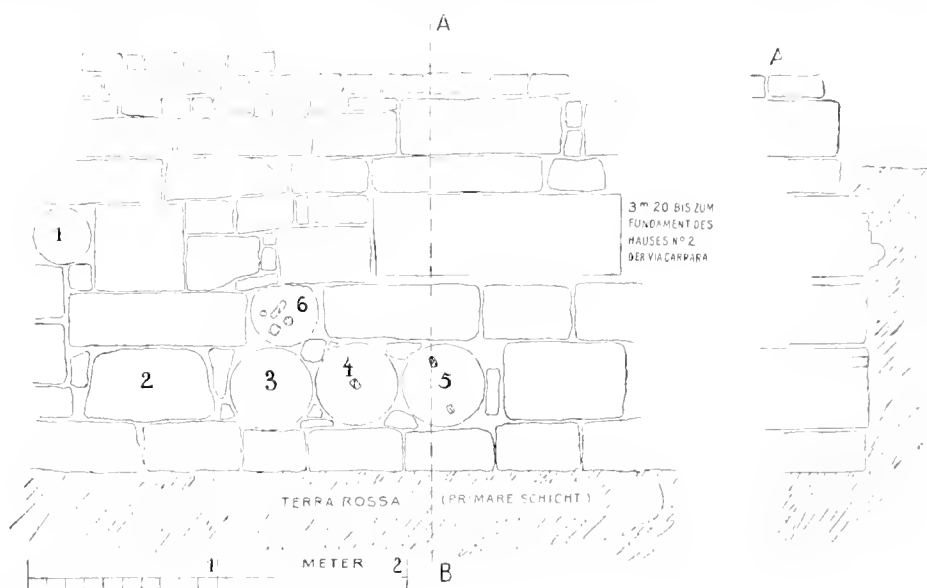 A
A
3ᵐ 20 BIS ZUM
FUNDAMENT DES
HAUSES Nº 2
DER VIA CARRARA
1
6
2
3
4
5
TERRA ROSSA (PRIMARE SCHICHT)
1 METER 2
B